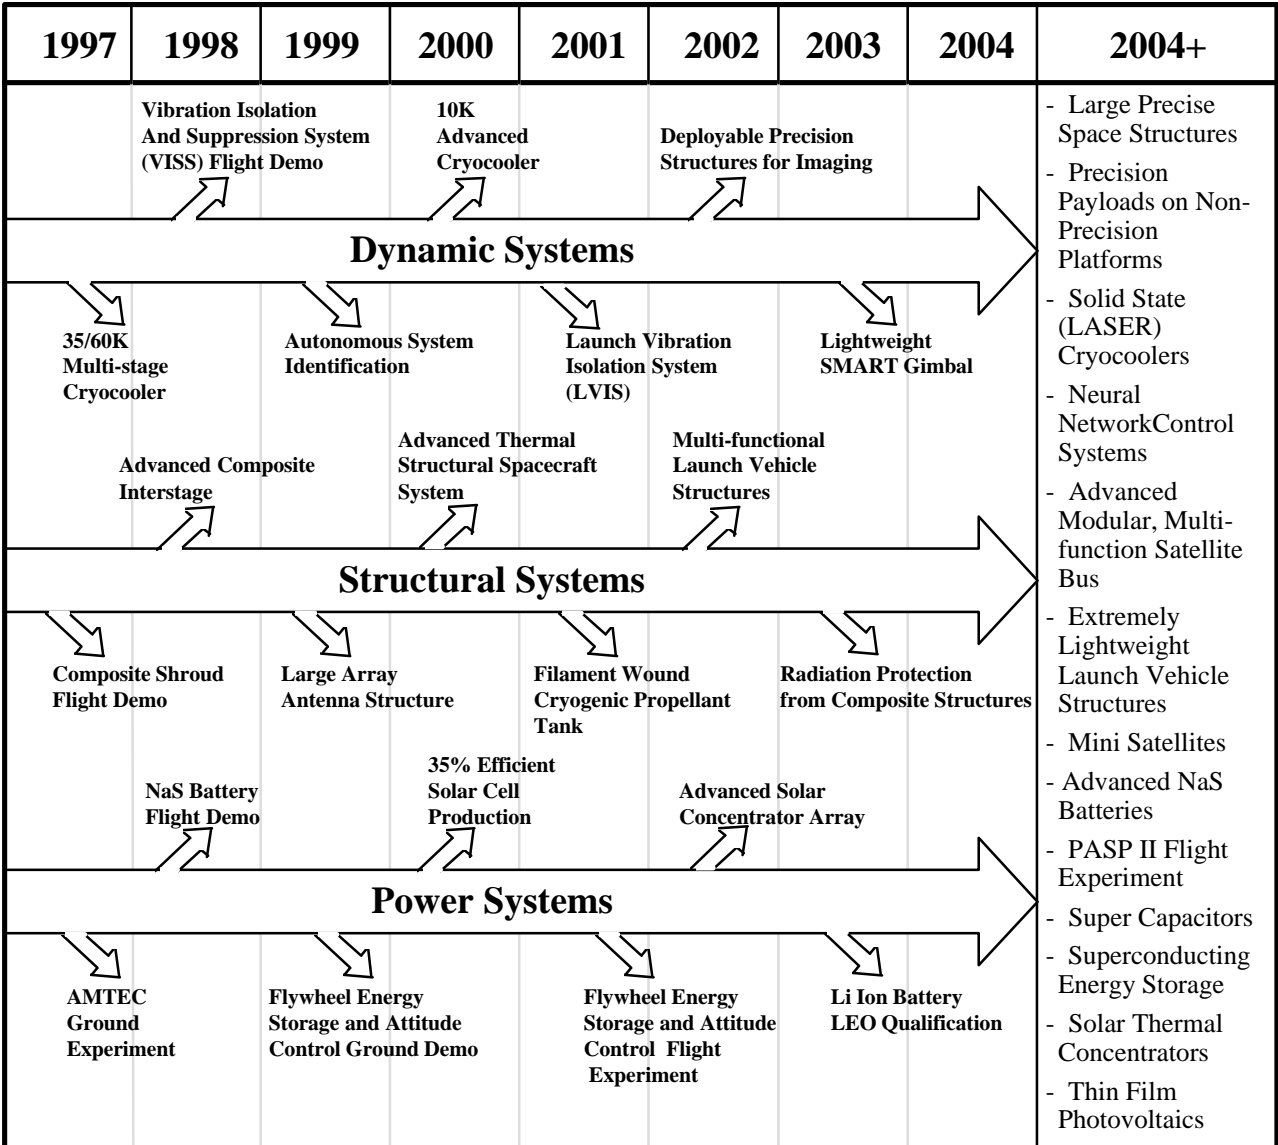 1997 1998 1999 2000 2001 2002 2003 2004 2004+
Vibration Isolation
And Suppression System
(VISS) Flight Demo
10K
Advanced
Cryocooler
Deployable Precision
Structures for Imaging
Dynamic Systems
35/60K
Multi-stage
Cryocooler
Autonomous System
Identification
Launch Vibration
Isolation System
(LVIS)
Lightweight
SMART Gimbal
Advanced Composite
Interstage
Advanced Thermal
Structural Spacecraft
System
Multi-functional
Launch Vehicle
Structures
Structural Systems
Composite Shroud
Flight Demo
Large Array
Antenna Structure
Filament Wound
Cryogenic Propellant
Tank
Radiation Protection
from Composite Structures
NaS Battery
Flight Demo
35% Efficient
Solar Cell
Production
Advanced Solar
Concentrator Array
Power Systems
AMTEC
Ground
Experiment
Flywheel Energy
Storage and Attitude
Control Ground Demo
Flywheel Energy
Storage and Attitude
Control Flight
Experiment
Li Ion Battery
LEO Qualification
- Large Precise
Space Structures
- Precision
Payloads on Non-
Precision
Platforms
- Solid State
(LASER)
Cryocoolers
- Neural
NetworkControl
Systems
- Advanced
Modular, Multi-
function Satellite
Bus
- Extremely
Lightweight
Launch Vehicle
Structures
- Mini Satellites
- Advanced NaS
Batteries
- PASP II Flight
Experiment
- Super Capacitors
- Superconducting
Energy Storage
- Solar Thermal
Concentrators
- Thin Film
Photovoltaics